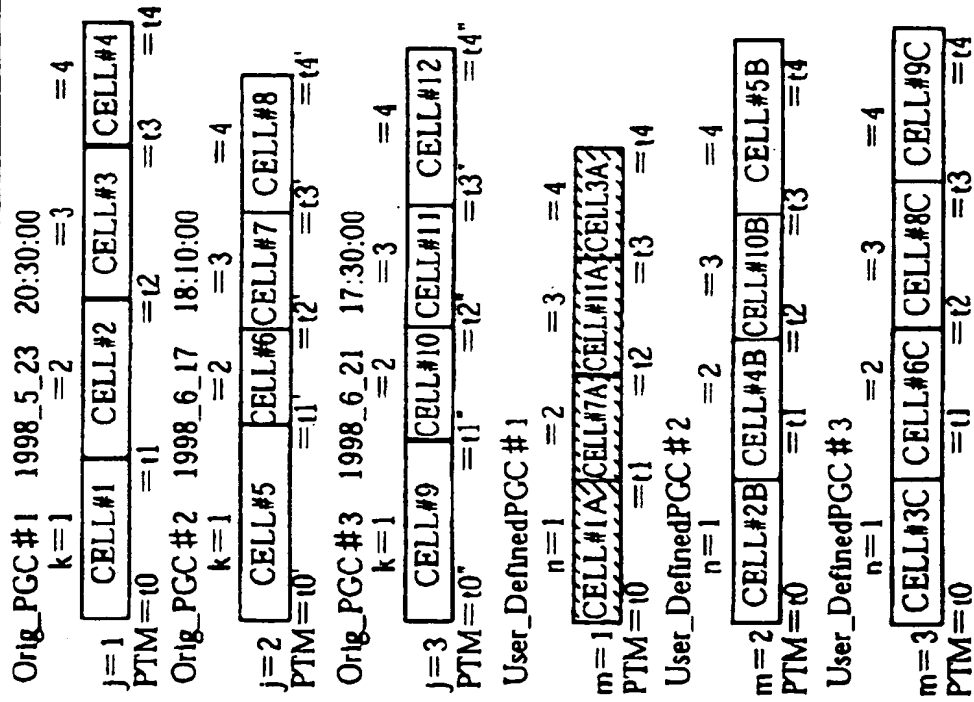 Orig_PGC#1 1998_5_23 20:30:00
k=1 =2 =3 =4
j=1 CELL#1 CELL#2 CELL#3 CELL#4
PTM=t0 =t1 =t2 =t3 =t4
Orig_PGC#2 1998_6_17 18:10:00
k=1 =2 =3 =4
j=2 CELL#5 CELL#6 CELL#7 CELL#8
PTM=t0' =t1' =t2' =t3' =t4'
Orig_PGC#3 1998_6_21 17:30:00
k=1 =2 =3 =4
j=3 CELL#9 CELL#10 CELL#11 CELL#12
PTM=t0" =t1" =t2" =t3" =t4"
User_DefinedPGC#1
n=1 =2 =3 =4
m=1 CELL#1A CELL#7A CELL#11A CELL3A
PTM=t0 =t1 =t2 =t3 =t4
User_DefinedPGC#2
n=1 =2 =3 =4
m=2 CELL#2B CELL#4B CELL#10B CELL#5B
PTM=t0 =t1 =t2 =t3 =t4
User_DefinedPGC#3
n=1 =2 =3 =4
m=3 CELL#3C CELL#6C CELL#8C CELL#9C
PTM=t0 =t1 =t2 =t3 =t4